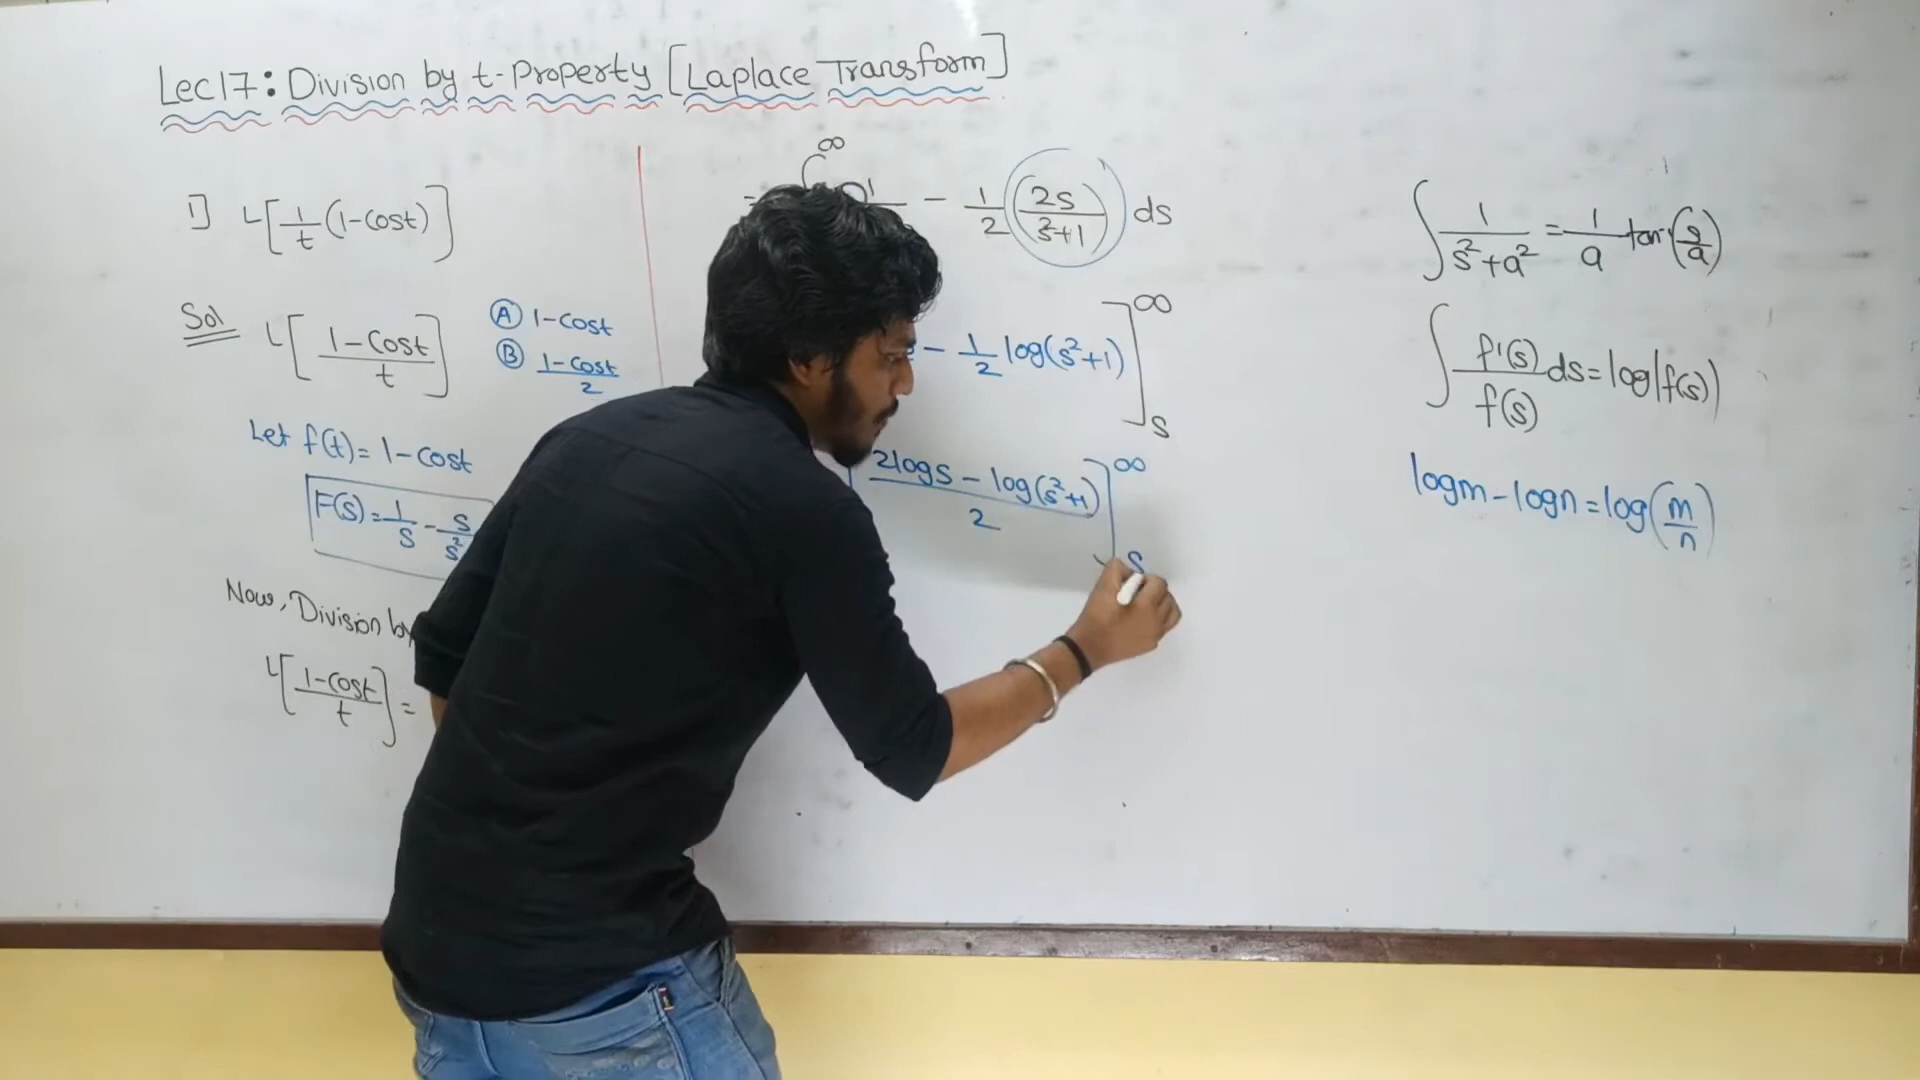 Lec17: Division by t-Property [Laplace Transform]
1] L[1/t (1-cost)]
Sol L[(1-cost)/t]
Ⓐ 1-cost
Ⓑ (1-cost)/2
Let f(t)= 1-cost
F(s)=1/s - s/s²
Now, Division by
L[(1-cost)/t] =
∞
- 1/2 (2s/(s²+1)) ds
- 1/2 log(s²+1)]
∞
s
(2logs - log(s²+1))/2]
∞
s
∫ 1/(s²+a²) = 1/a tan⁻(s/a)
∫ f'(s)/f(s) ds = log|f(s)|
logm - logn = log(m/n)